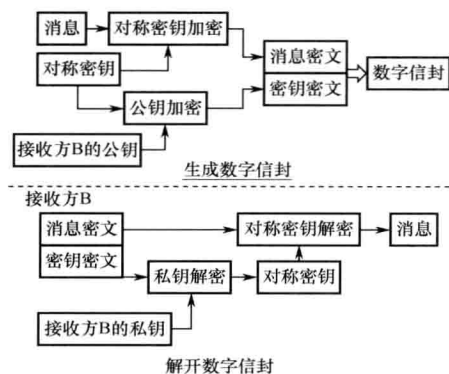 消息
对称密钥加密
对称密钥
公钥加密
接收方B的公钥
消息密文
密钥密文
数字信封
生成数字信封
接收方B
消息密文
密钥密文
对称密钥解密
消息
私钥解密
对称密钥
接收方B的私钥
解开数字信封